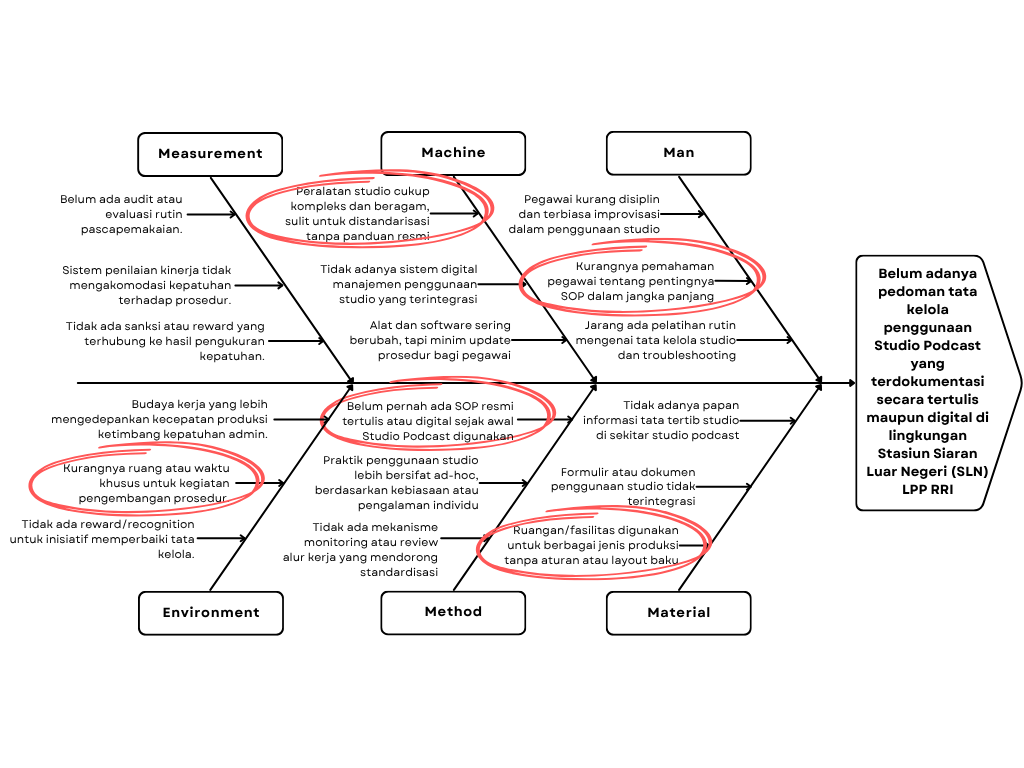 Measurement
Machine
Man
Belum ada audit atau
evaluasi rutin
pascapemakaian.
Sistem penilaian kinerja tidak
mengakomodasi kepatuhan
terhadap prosedur.
Tidak ada sanksi atau reward yang
terhubung ke hasil pengukuran
kepatuhan.
Peralatan studio cukup
kompleks dan beragam,
sulit untuk distandarisasi
tanpa panduan resmi
Tidak adanya sistem digital
manajemen penggunaan
studio yang terintegrasi
Alat dan software sering
berubah, tapi minim update
prosedur bagi pegawai
Pegawai kurang disiplin
dan terbiasa improvisasi
dalam penggunaan studio
Kurangnya pemahaman
pegawai tentang pentingnya
SOP dalam jangka panjang
Jarang ada pelatihan rutin
mengenai tata kelola studio
dan troubleshooting
Belum adanya
pedoman tata
kelola
penggunaan
Studio Podcast
yang
terdokumentasi
secara tertulis
maupun digital di
lingkungan
Stasiun Siaran
Luar Negeri (SLN)
LPP RRI
Budaya kerja yang lebih
mengedepankan kecepatan produksi
ketimbang kepatuhan admin.
Kurangnya ruang atau waktu
khusus untuk kegiatan
pengembangan prosedur.
Tidak ada reward/recognition
untuk inisiatif memperbaiki tata
kelola.
Belum pernah ada SOP resmi
tertulis atau digital sejak awal
Studio Podcast digunakan
Praktik penggunaan studio
lebih bersifat ad-hoc,
berdasarkan kebiasaan atau
pengalaman individu
Tidak ada mekanisme
monitoring atau review
alur kerja yang mendorong
standardisasi
Tidak adanya papan
informasi tata tertib studio
di sekitar studio podcast
Formulir atau dokumen
penggunaan studio tidak
terintegrasi
Ruangan/fasilitas digunakan
untuk berbagai jenis produksi
tanpa aturan atau layout baku
Environment
Method
Material